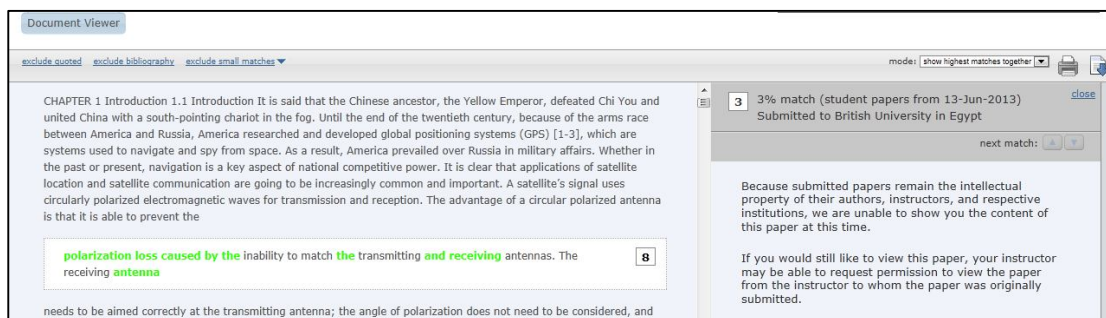 Document Viewer
exclude quoted exclude bibliography exclude small matches
mode: show highest matches together
CHAPTER 1 Introduction 1.1 Introduction It is said that the Chinese ancestor, the Yellow Emperor, defeated Chi You and
united China with a south-pointing chariot in the fog. Until the end of the twentieth century, because of the arms race
between America and Russia, America researched and developed global positioning systems (GPS) [1-3], which are
systems used to navigate and spy from space. As a result, America prevailed over Russia in military affairs. Whether in
the past or present, navigation is a key aspect of national competitive power. It is clear that applications of satellite
location and satellite communication are going to be increasingly common and important. A satellite's signal uses
circularly polarized electromagnetic waves for transmission and reception. The advantage of a circular polarized antenna
is that it is able to prevent the
polarization loss caused by the inability to match the transmitting and receiving antennas. The
receiving antenna
8
needs to be aimed correctly at the transmitting antenna; the angle of polarization does not need to be considered, and
3
3% match (student papers from 13-Jun-2013)
Submitted to British University in Egypt
close
next match:
Because submitted papers remain the intellectual
property of their authors, instructors, and respective
institutions, we are unable to show you the content of
this paper at this time.
If you would still like to view this paper, your instructor
may be able to request permission to view the paper
from the instructor to whom the paper was originally
submitted.